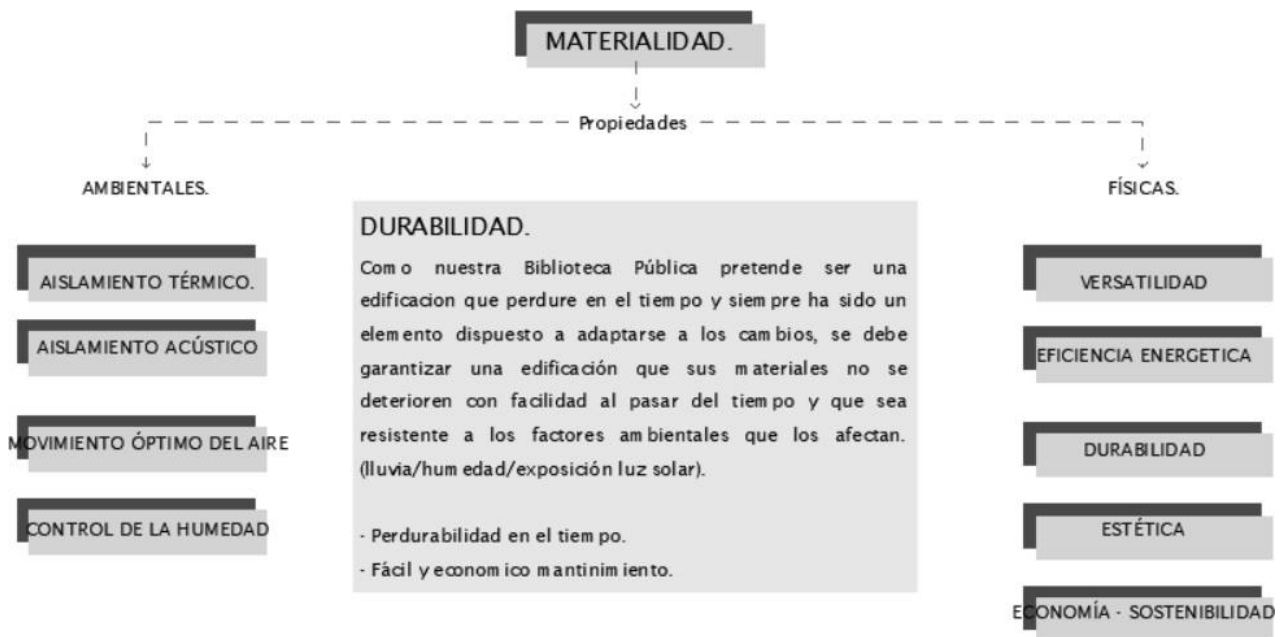 MATERIALIDAD.
Propiedades
AMBIENTALES.
AISLAMIENTO TÉRMICO.
AISLAMIENTO ACÚSTICO
MOVIMIENTO ÓPTIMO DEL AIRE
CONTROL DE LA HUMEDAD
DURABILIDAD.
Como nuestra Biblioteca Pública pretende ser una
edificacion que perdure en el tiempo y siempre ha sido un
elemento dispuesto a adaptarse a los cambios, se debe
garantizar una edificación que sus materiales no se
deterioren con facilidad al pasar del tiempo y que sea
resistente a los factores ambientales que los afectan.
(lluvia/humedad/exposición luz solar).
- Perdurabilidad en el tiempo.
- Fácil y economico mantinimiento.
FÍSICAS.
VERSATILIDAD
EFICIENCIA ENERGETICA
DURABILIDAD
ESTÉTICA
ECONOMÍA - SOSTENIBILIDAD